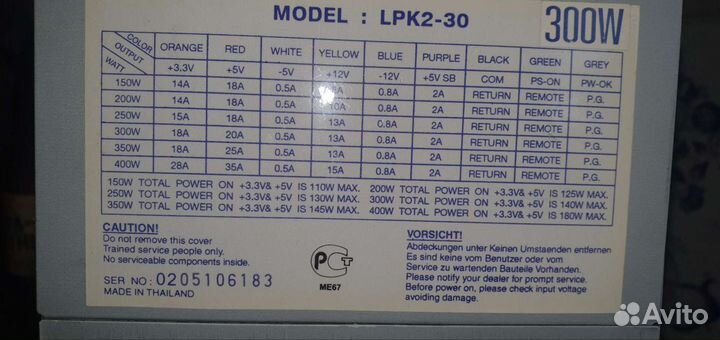 MODEL : LPK2-30
300W
COLOR ORANGE RED WHITE YELLOW BLUE PURPLE BLACK GREEN GREY
OUTPUT +3.3V +5V -5V +12V -12V +5V SB COM PS-ON PW-OK
WATT
150W 14A 18A 0.5A 0.8A 2A RETURN REMOTE P.G.
200W 14A 18A 0.5A 10A 0.8A 2A RETURN REMOTE P.G.
250W 15A 18A 0.5A 13A 0.8A 2A RETURN REMOTE P.G.
300W 18A 20A 0.5A 13A 0.8A 2A RETURN REMOTE P.G.
350W 18A 25A 0.5A 13A 0.8A 2A RETURN REMOTE P.G.
400W 28A 35A 0.5A 15A 0.8A 2A RETURN REMOTE P.G.
150W TOTAL POWER ON +3.3V& +5V IS 110W MAX. 200W TOTAL POWER ON +3.3V& +5V IS 125W MAX.
250W TOTAL POWER ON +3.3V& +5V IS 130W MAX. 300W TOTAL POWER ON +3.3V& +5V IS 140W MAX.
350W TOTAL POWER ON +3.3V& +5V IS 145W MAX. 400W TOTAL POWER ON +3.3V& +5V IS 180W MAX.
CAUTION!
Do not remove this cover
Trained service people only.
No serviceable components inside.
SER NO: 0205106183
MADE IN THAILAND
РСТ
ME67
VORSICHT!
Abdeckungen unter Keinen Umstaenden entfernen
Es sind keine vom Benutzer oder vom
Service zu wartenden Bauteile Vorhanden.
Please notify your dealer for prompt service.
Before power on, please check input voltage
avoiding damage.
Avito